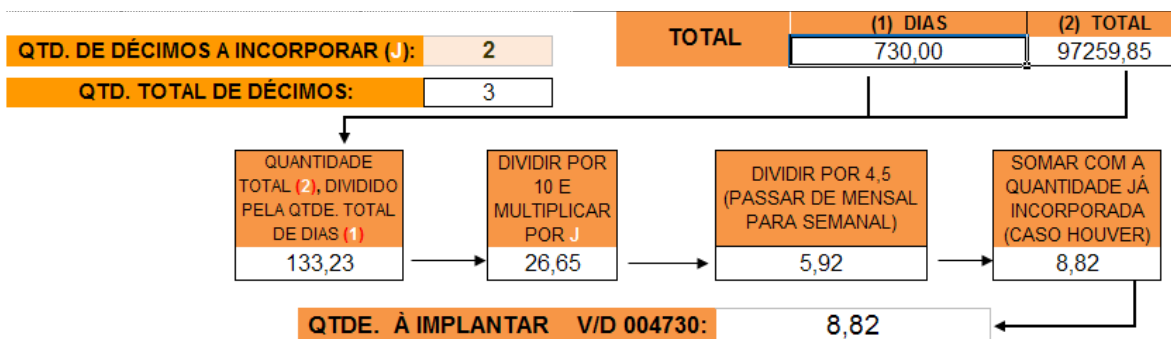 QTD. DE DÉCIMOS A INCORPORAR (J): 2
QTD. TOTAL DE DÉCIMOS: 3
TOTAL
(1) DIAS
(2) TOTAL
730,00
97259,85
QUANTIDADE
TOTAL (2), DIVIDIDO
PELA QTDE. TOTAL
DE DIAS (1)
133,23
DIVIDIR POR
10 E
MULTIPLICAR
POR J
26,65
DIVIDIR POR 4,5
(PASSAR DE MENSAL
PARA SEMANAL)
5,92
SOMAR COM A
QUANTIDADE JÁ
INCORPORADA
(CASO HOUVER)
8,82
QTDE. À IMPLANTAR V/D 004730: 8,82